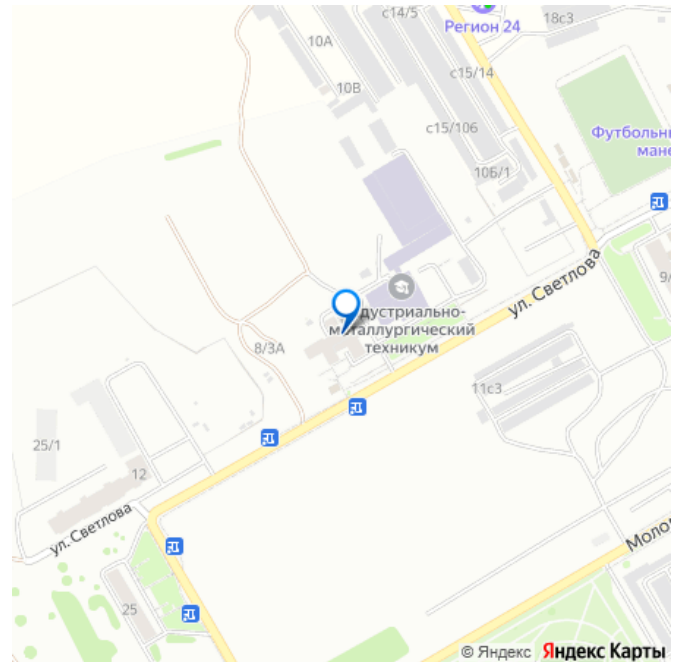 с14/5
Регион 24
18с3
10А
с15/14
10В
с15/106
Футбольн
мане
10Б/1
ул. Светлова
9/
дустриально-
металлургический
техникум
8/3А
11с3
25/1
12
ул. Светлова
Моло
25
© Яндекс Яндекс Карты